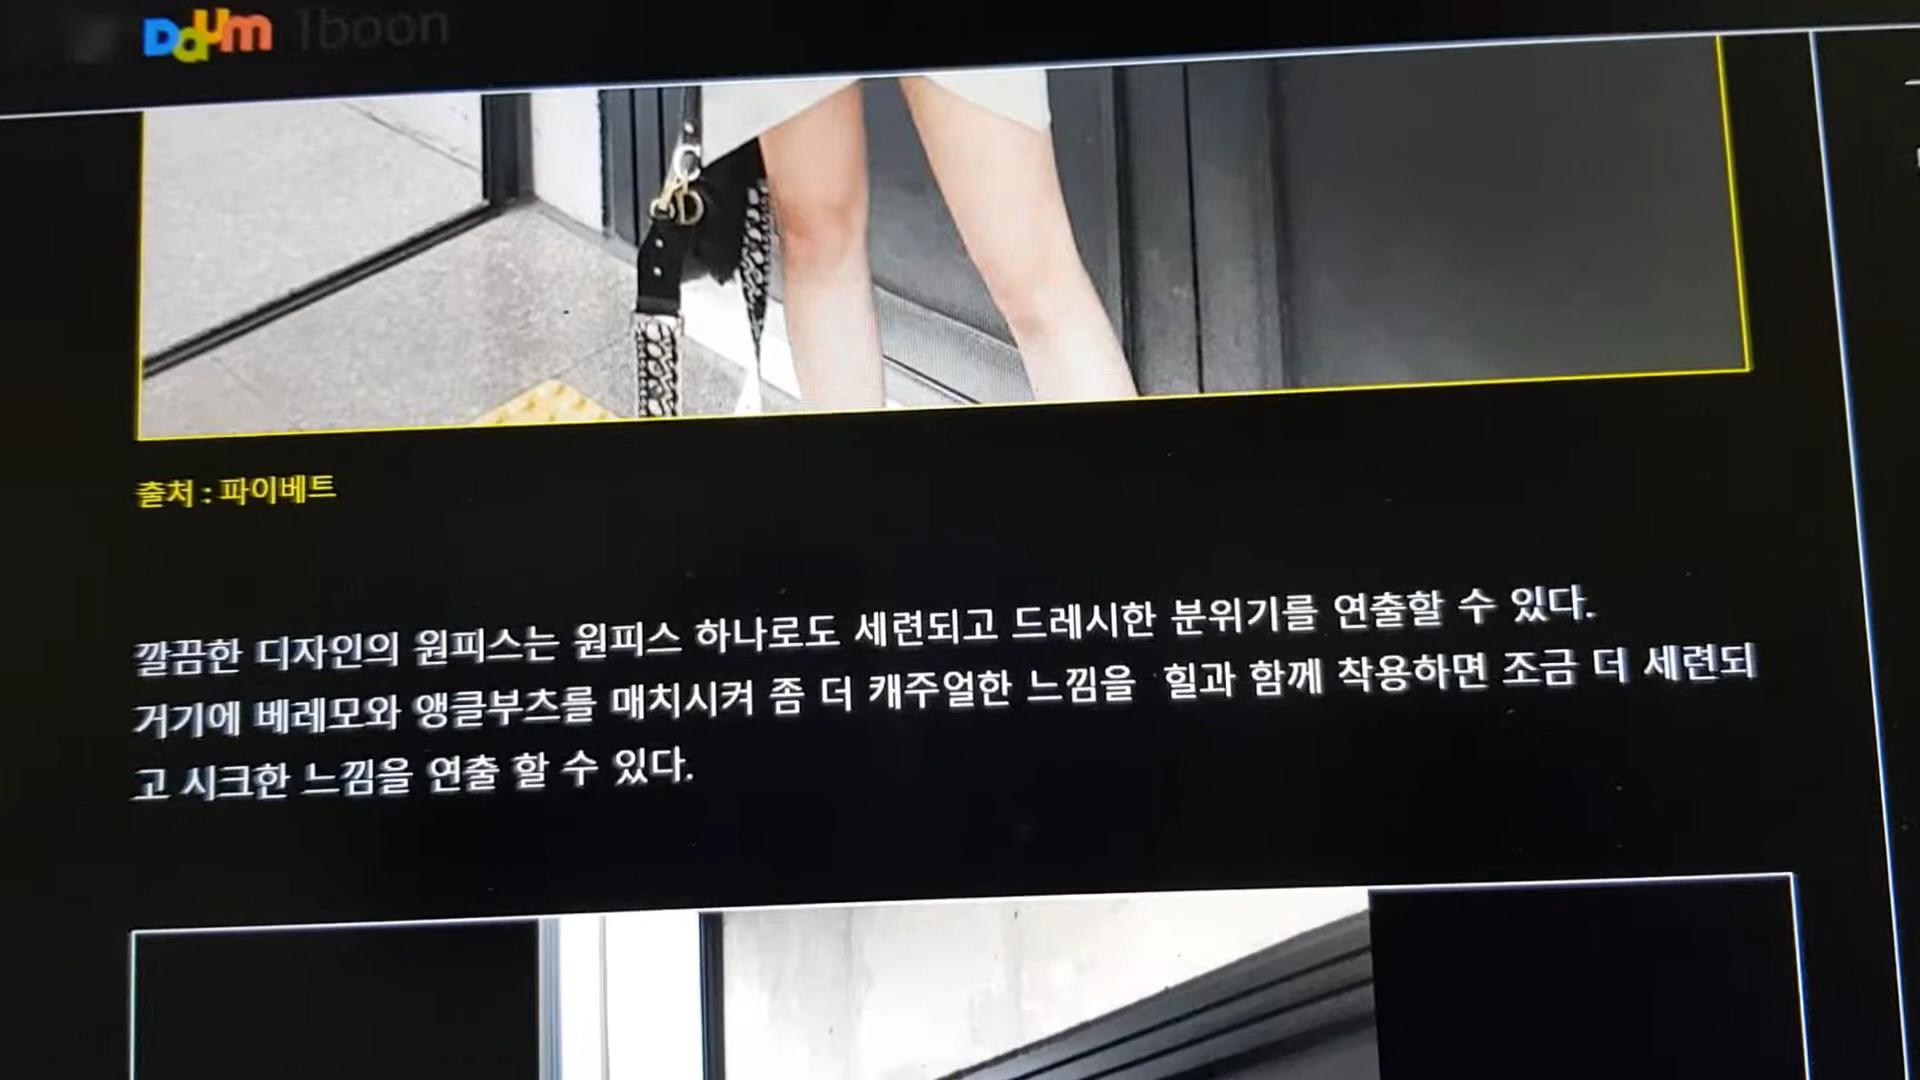 Daum 1boon
출처 : 파이베트
깔끔한 디자인의 원피스는 원피스 하나로도 세련되고 드레시한 분위기를 연출할 수 있다.
거기에 베레모와 앵클부츠를 매치시켜 좀 더 캐주얼한 느낌을 힐과 함께 착용하면 조금 더 세련되
고 시크한 느낌을 연출 할 수 있다.